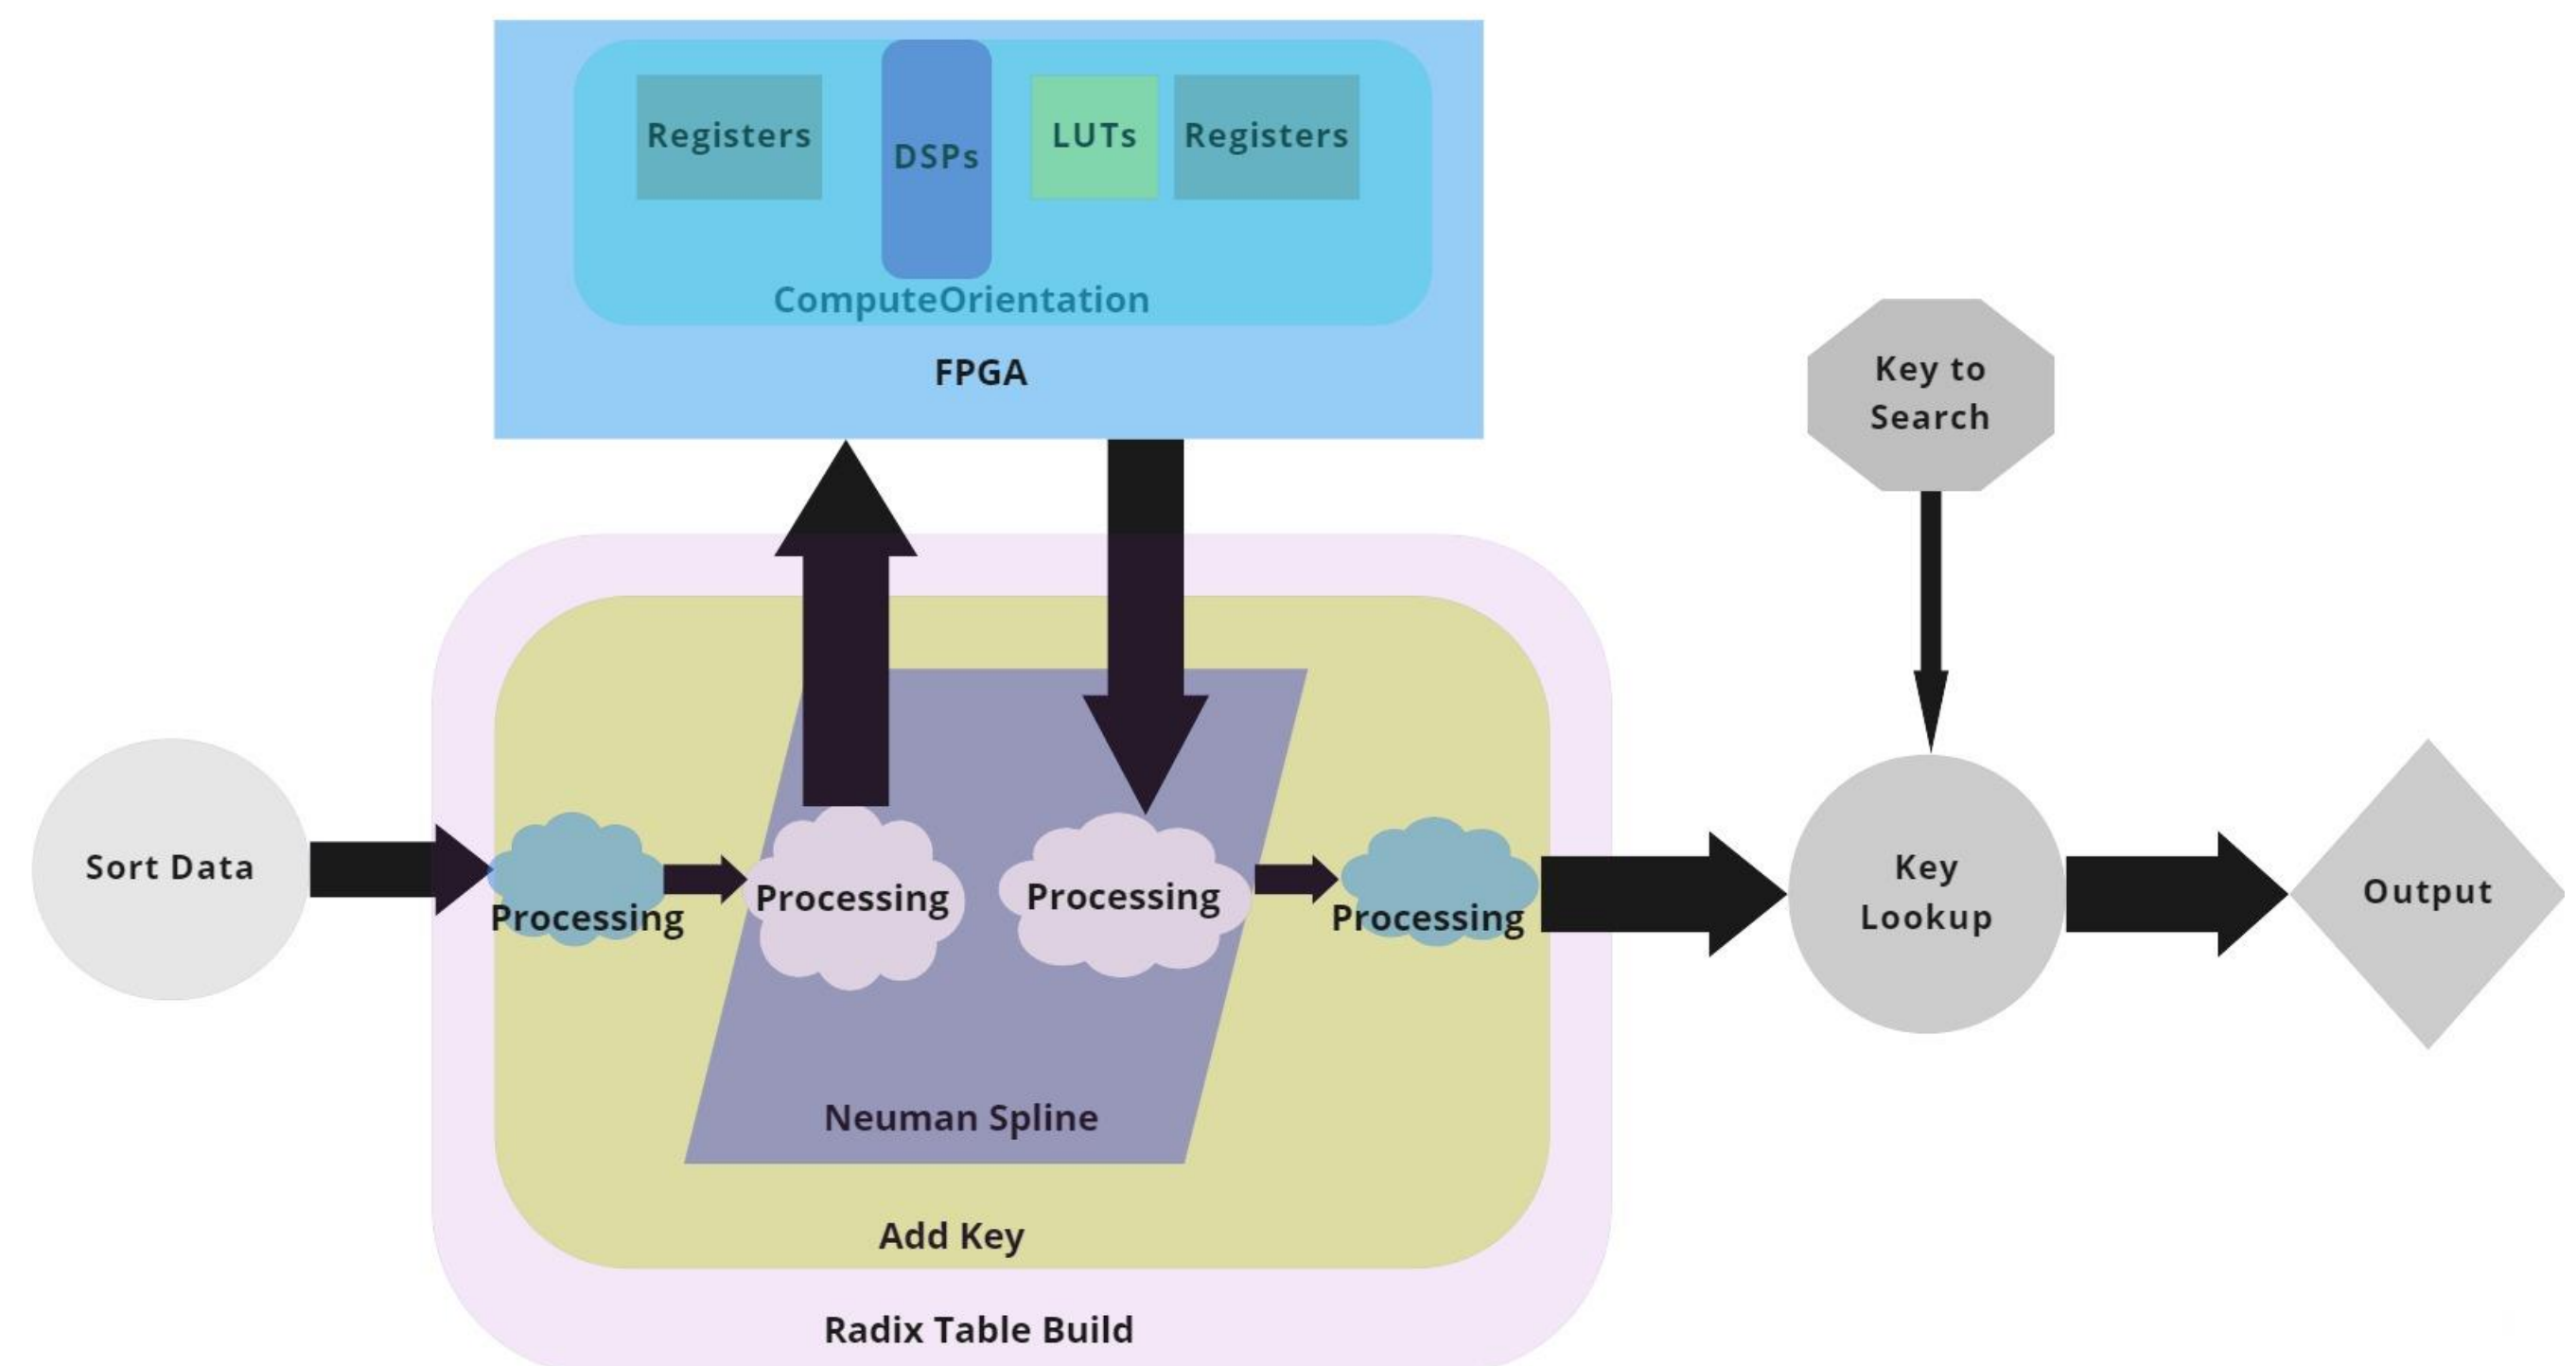 Registers
DSPs
LUTs
Registers
ComputeOrientation
FPGA
Key to
Search
Sort Data
Processing
Processing
Processing
Processing
Key
Lookup
Output
Neuman Spline
Add Key
Radix Table Build